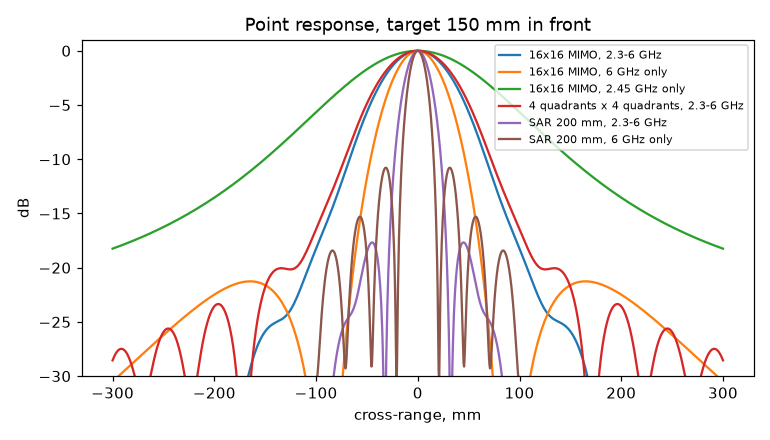 Point response, target 150 mm in front
16x16 MIMO, 2.3-6 GHz
16x16 MIMO, 6 GHz only
16x16 MIMO, 2.45 GHz only
4 quadrants x 4 quadrants, 2.3-6 GHz
SAR 200 mm, 2.3-6 GHz
SAR 200 mm, 6 GHz only
dB
0
−5
−10
−15
−20
−25
−30
−300
−200
−100
0
100
200
300
cross-range, mm